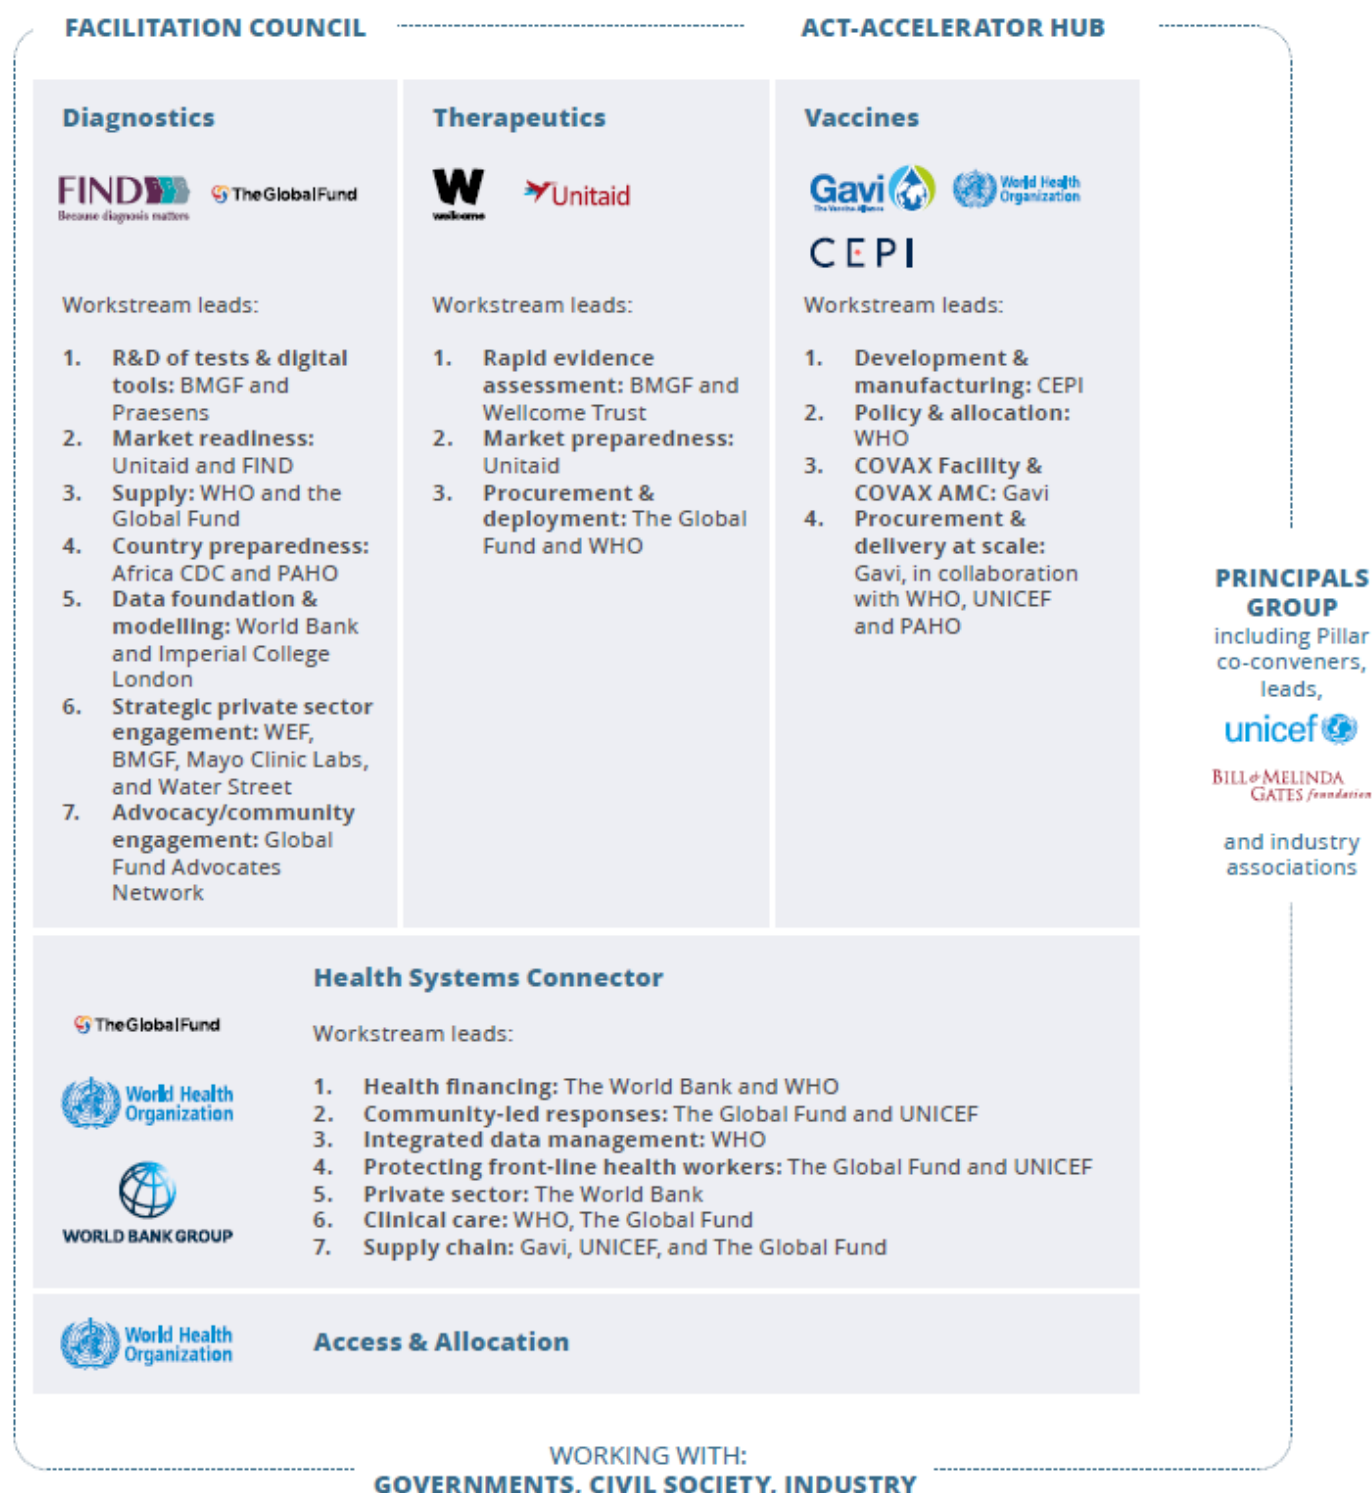 FACILITATION COUNCIL
ACT-ACCELERATOR HUB
Diagnostics
FIND
Because diagnosis matters
TheGlobalFund
Workstream leads:
1. R&D of tests & digital
tools: BMGF and
Praesens
2. Market readiness:
Unitaid and FIND
3. Supply: WHO and the
Global Fund
4. Country preparedness:
Africa CDC and PAHO
5. Data foundation &
modelling: World Bank
and Imperial College
London
6. Strategic private sector
engagement: WEF,
BMGF, Mayo Clinic Labs,
and Water Street
7. Advocacy/community
engagement: Global
Fund Advocates
Network
Therapeutics
W
wellcome
Unitaid
Workstream leads:
1. Rapid evidence
assessment: BMGF and
Wellcome Trust
2. Market preparedness:
Unitaid
3. Procurement &
deployment: The Global
Fund and WHO
Vaccines
Gavi
The Vaccine Alliance
World Health
Organization
CEPI
Workstream leads:
1. Development &
manufacturing: CEPI
2. Policy & allocation:
WHO
3. COVAX Facility &
COVAX AMC: Gavi
4. Procurement &
delivery at scale:
Gavi, in collaboration
with WHO, UNICEF
and PAHO
PRINCIPALS
GROUP
including Pillar
co-conveners,
leads,
unicef
BILL & MELINDA
GATES foundation
and industry
associations
Health Systems Connector
TheGlobalFund
World Health
Organization
WORLD BANK GROUP
Workstream leads:
1. Health financing: The World Bank and WHO
2. Community-led responses: The Global Fund and UNICEF
3. Integrated data management: WHO
4. Protecting front-line health workers: The Global Fund and UNICEF
5. Private sector: The World Bank
6. Clinical care: WHO, The Global Fund
7. Supply chain: Gavi, UNICEF, and The Global Fund
World Health
Organization
Access & Allocation
WORKING WITH:
GOVERNMENTS, CIVIL SOCIETY, INDUSTRY